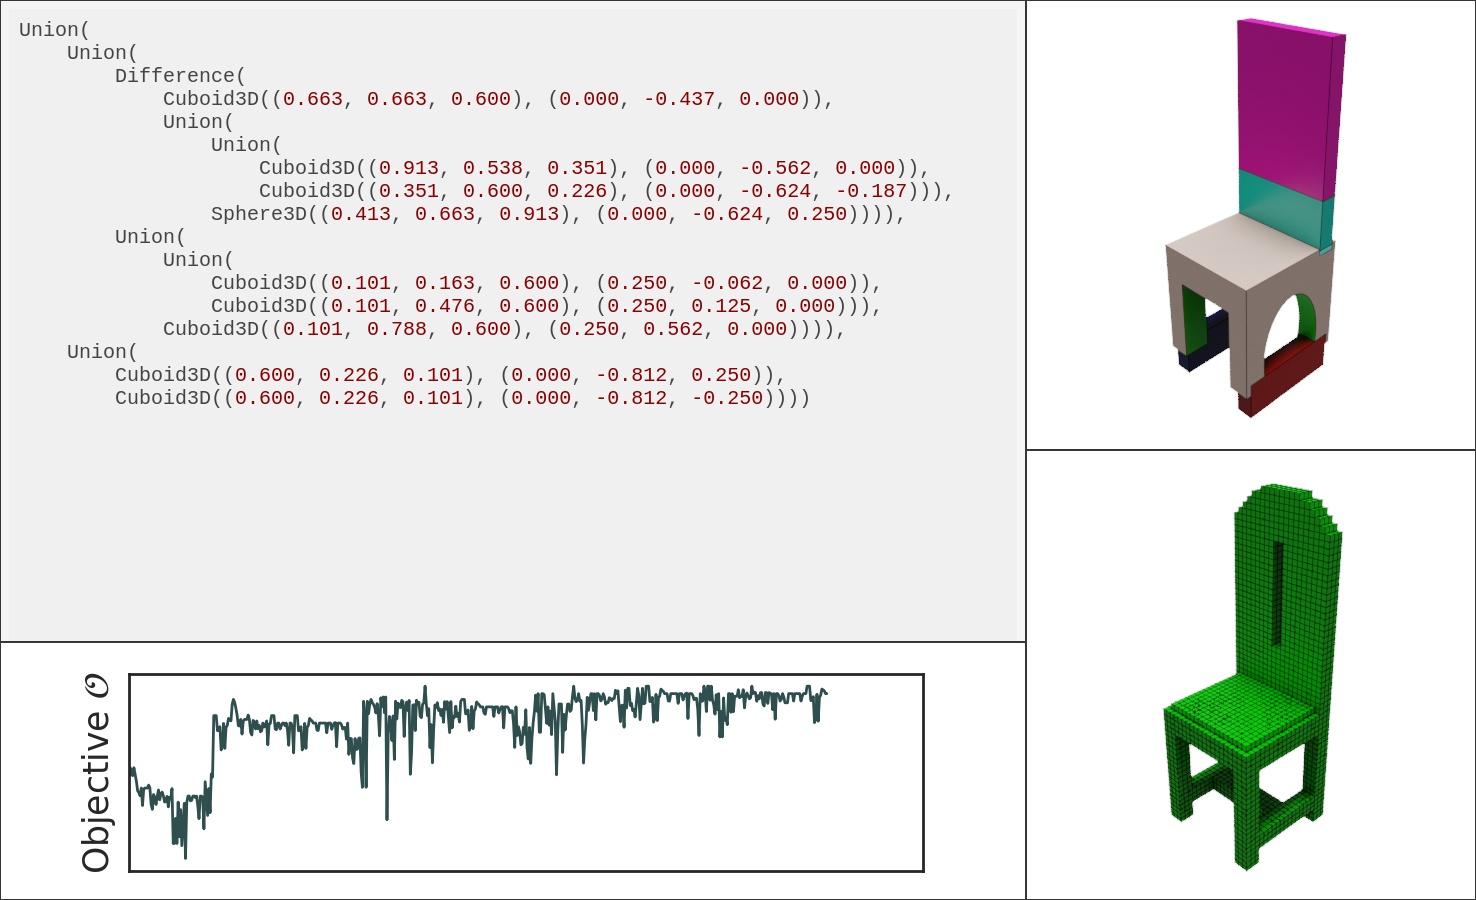 Union(
    Union(
        Difference(
            Cuboid3D((0.663, 0.663, 0.600), (0.000, -0.437, 0.000)),
            Union(
                Union(
                    Cuboid3D((0.913, 0.538, 0.351), (0.000, -0.562, 0.000)),
                    Cuboid3D((0.351, 0.600, 0.226), (0.000, -0.624, -0.187))),
                Sphere3D((0.413, 0.663, 0.913), (0.000, -0.624, 0.250)))),
        Union(
            Union(
                Cuboid3D((0.101, 0.163, 0.600), (0.250, -0.062, 0.000)),
                Cuboid3D((0.101, 0.476, 0.600), (0.250, 0.125, 0.000))),
            Cuboid3D((0.101, 0.788, 0.600), (0.250, 0.562, 0.000)))),
    Union(
        Cuboid3D((0.600, 0.226, 0.101), (0.000, -0.812, 0.250)),
        Cuboid3D((0.600, 0.226, 0.101), (0.000, -0.812, -0.250))))
Objective 𝒪